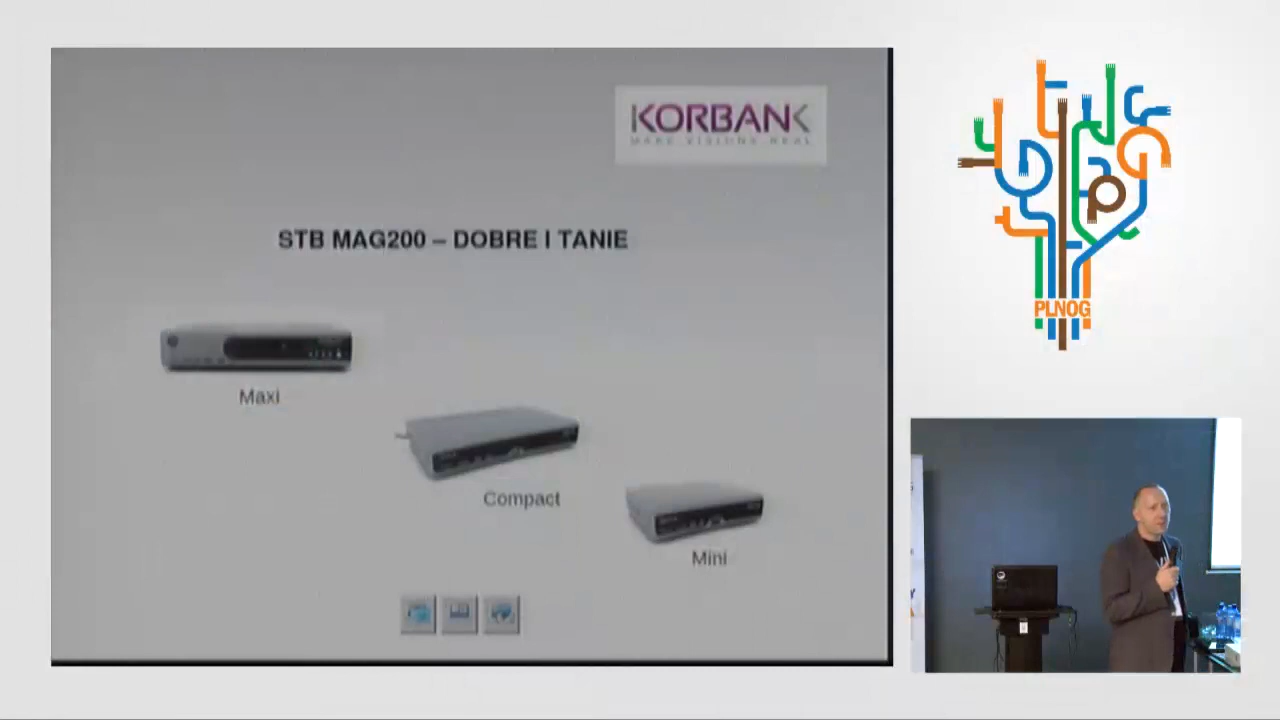 KORBANK
MAKE VISIONS REAL
STB MAG200 – DOBRE I TANIE
Maxi
Compact
Mini
PLNOG